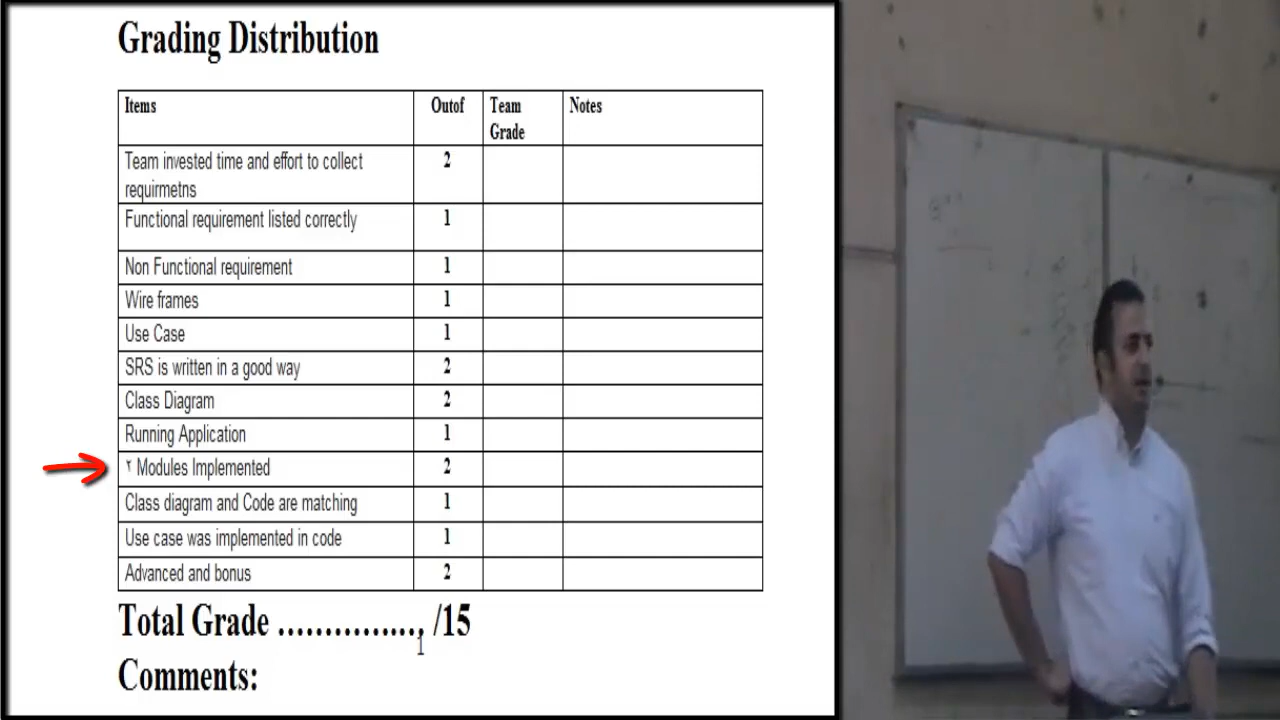 Grading Distribution
Items Outof Team Grade Notes
Team invested time and effort to collect requirmetns 2
Functional requirement listed correctly 1
Non Functional requirement 1
Wire frames 1
Use Case 1
SRS is written in a good way 2
Class Diagram 2
Running Application 1
٢ Modules Implemented 2
Class diagram and Code are matching 1
Use case was implemented in code 1
Advanced and bonus 2
Total Grade ................. /15
Comments: